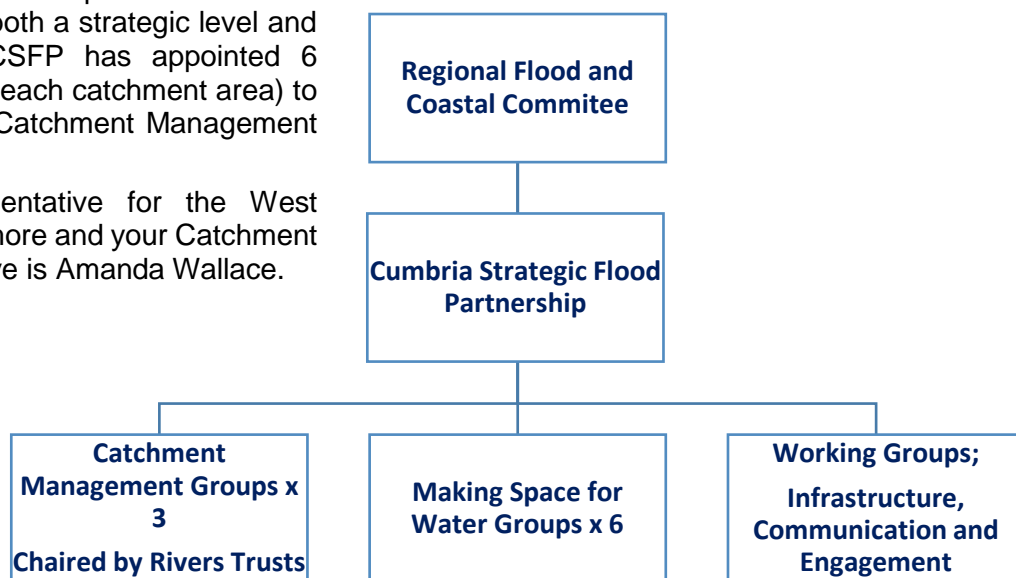 both a strategic level and
CSFP has appointed 6
each catchment area) to
Catchment Management
entative for the West
more and your Catchment
is Amanda Wallace.
Regional Flood and
Coastal Commitee
Cumbria Strategic Flood
Partnership
Catchment
Management Groups x
3
Chaired by Rivers Trusts
Making Space for
Water Groups x 6
Working Groups;
Infrastructure,
Communication and
Engagement